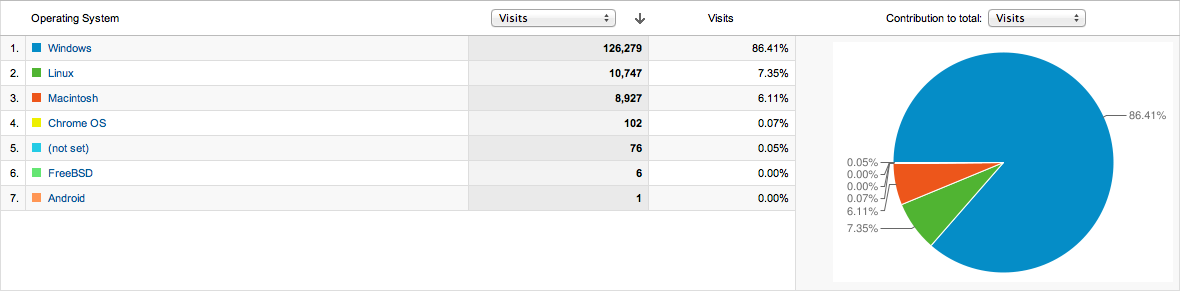 Operating System Visits Visits Contribution to total: Visits
1. Windows 126,279 86.41%
2. Linux 10,747 7.35%
3. Macintosh 8,927 6.11%
4. Chrome OS 102 0.07%
5. (not set) 76 0.05%
6. FreeBSD 6 0.00%
7. Android 1 0.00%
86.41%
0.05%
0.00%
0.00%
0.07%
6.11%
7.35%